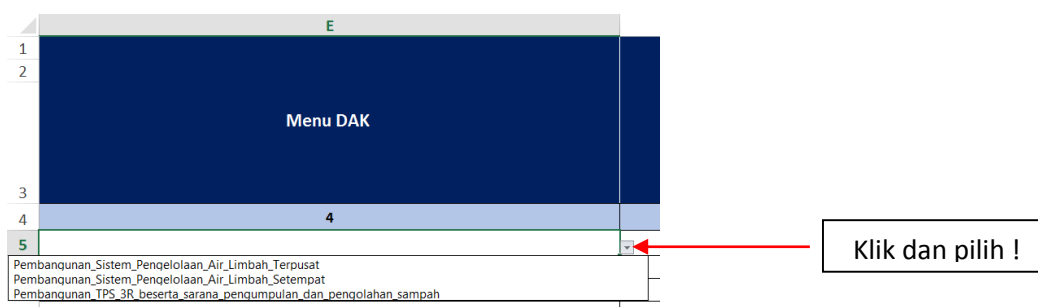 E
1
2
Menu DAK
3
4 4
5
Klik dan pilih !
Pembangunan_Sistem_Pengelolaan_Air_Limbah_Terpusat
Pembangunan_Sistem_Pengelolaan_Air_Limbah_Setempat
Pembangunan_TPS_3R_beserta_sarana_pengumpulan_dan_pengolahan_sampah